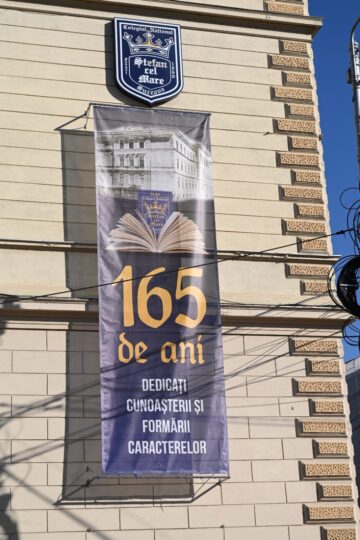 Colegiul Național
Ștefan
cel
Mare
Suceava
165
de ani
DEDICAȚI
CUNOAȘTERII ȘI
FORMĂRII
CARACTERELOR